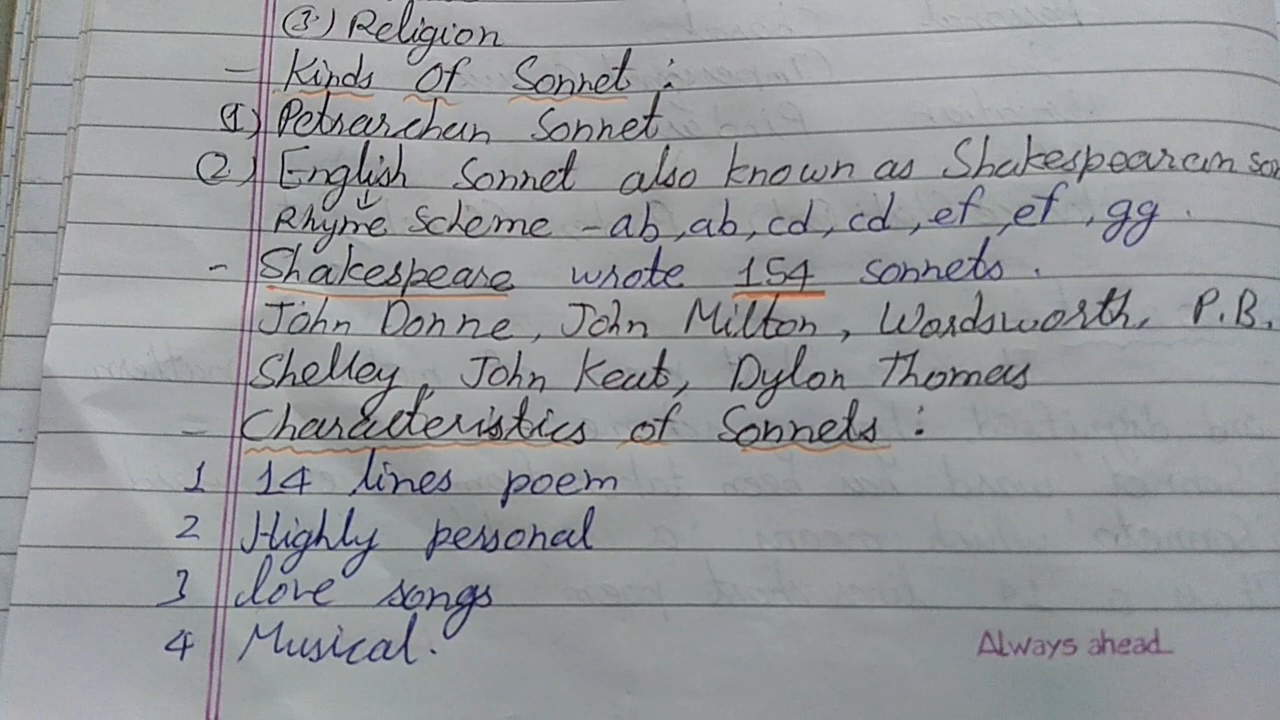 (3) Religion
- Kinds Of Sonnet :
(1) Petrarchan Sonnet
(2) English Sonnet also known as Shakespearean son
Rhyme Scheme - ab, ab, cd, cd, ef, ef, gg.
- Shakespeare wrote 154 sonnets.
John Donne, John Milton, Wordsworth, P.B.
Shelley, John Keat, Dylon Thomas
- Characteristics of Sonnets :
1 14 lines poem
2 Highly personal
3 love songs
4 Musical.
Always ahead